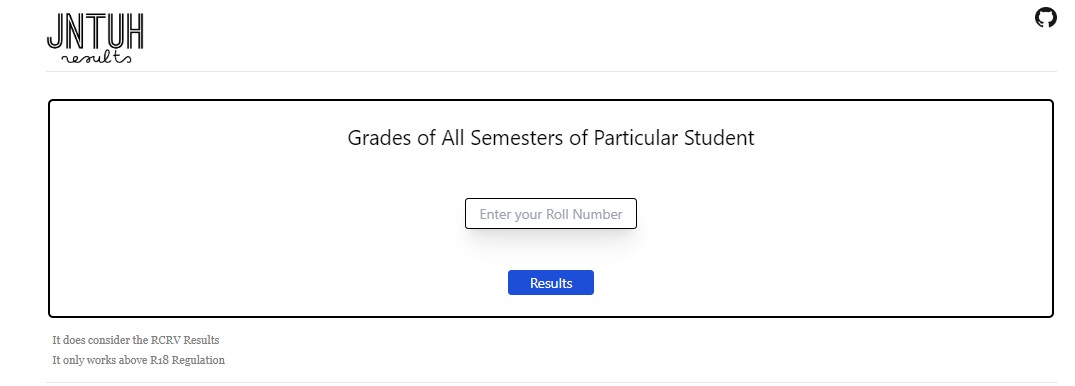 JNTUH
results
Grades of All Semesters of Particular Student
Enter your Roll Number
Results
It does consider the RCRV Results
It only works above R18 Regulation